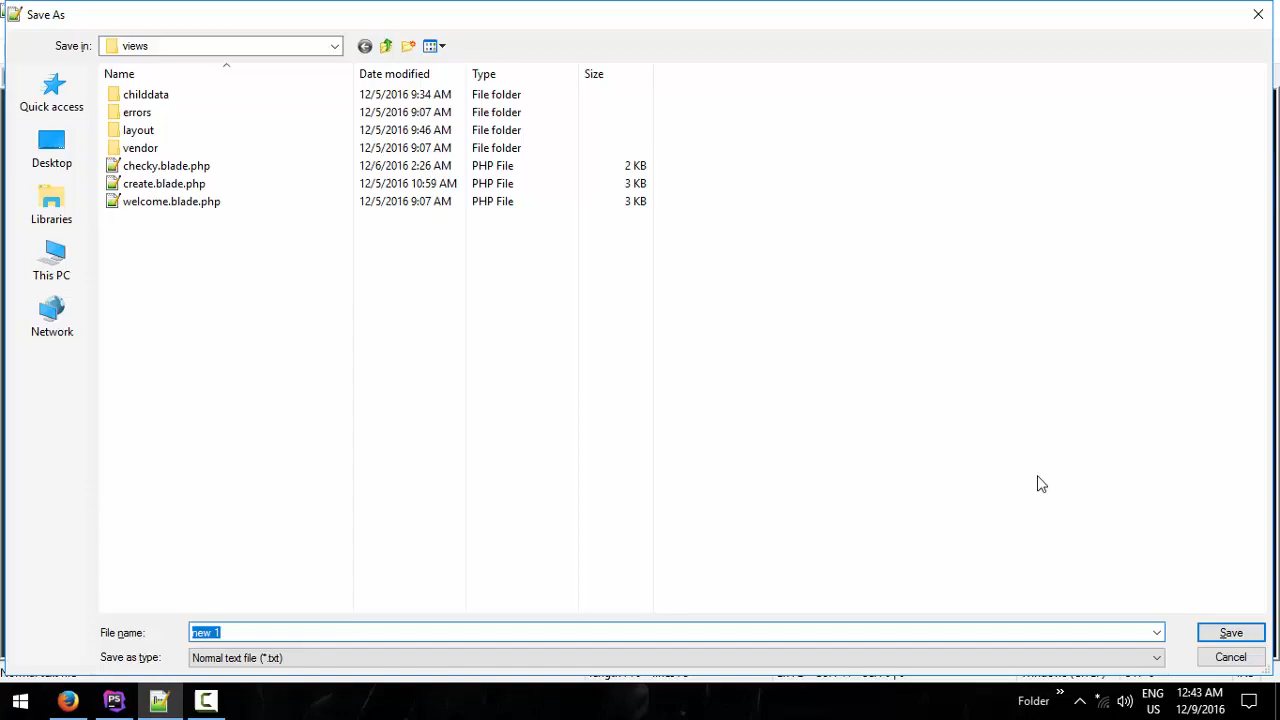 Save As
Save in: views
Name Date modified Type Size
childdata 12/5/2016 9:34 AM File folder
errors 12/5/2016 9:07 AM File folder
layout 12/5/2016 9:46 AM File folder
vendor 12/5/2016 9:07 AM File folder
checky.blade.php 12/6/2016 2:26 AM PHP File 2 KB
create.blade.php 12/5/2016 10:59 AM PHP File 3 KB
welcome.blade.php 12/5/2016 9:07 AM PHP File 3 KB
Quick access
Desktop
Libraries
This PC
Network
File name: new 1 Save
Save as type: Normal text file (*.txt) Cancel
PS
Folder
ENG
US
12:43 AM
12/9/2016